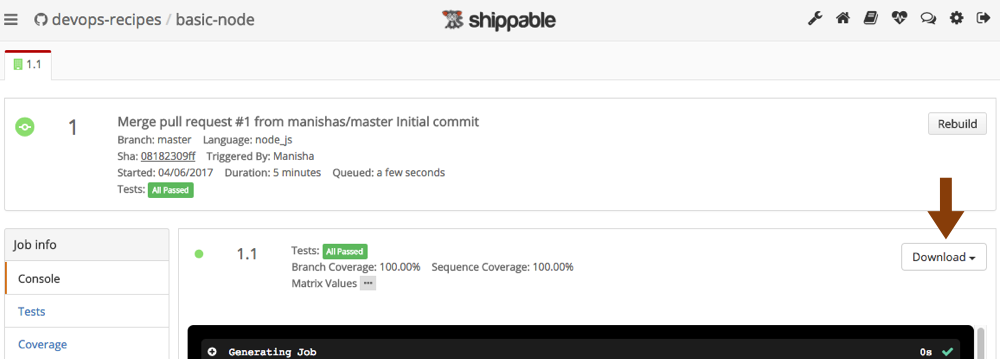 devops-recipes / basic-node
shippable
1.1
1
Merge pull request #1 from manishas/master Initial commit
Rebuild
Branch: master Language: node_js
Sha: 08182309ff Triggered By: Manisha
Started: 04/06/2017 Duration: 5 minutes Queued: a few seconds
Tests: All Passed
Job info
Console
Tests
Coverage
1.1
Tests: All Passed
Branch Coverage: 100.00% Sequence Coverage: 100.00%
Matrix Values •••
Download
Generating Job 0s